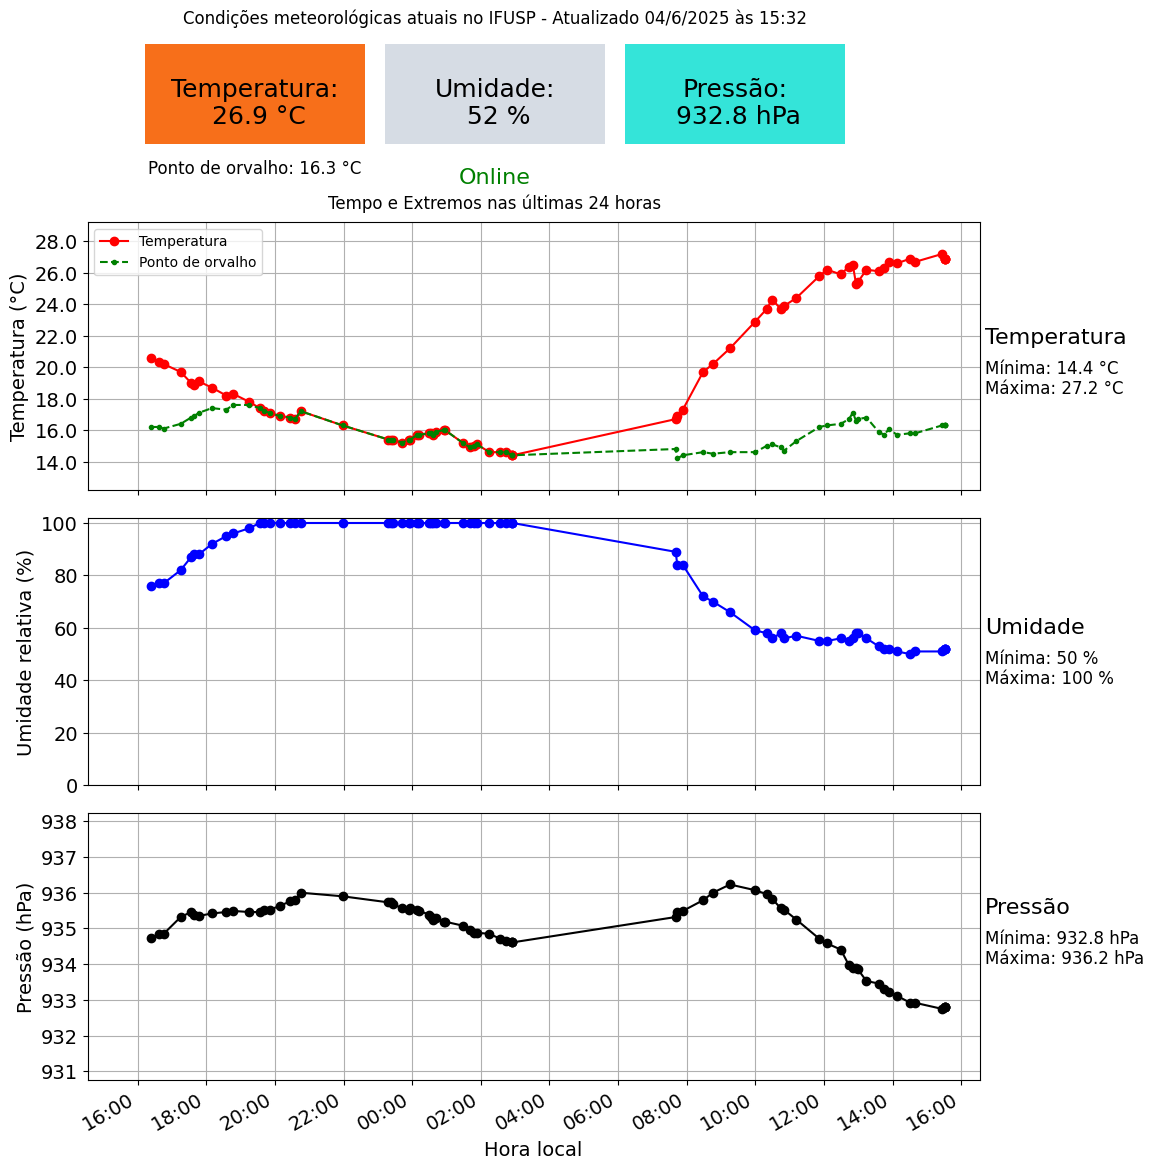 Condições meteorológicas atuais no IFUSP - Atualizado 04/6/2025 às 15:32
Temperatura:
26.9 °C
Umidade:
52 %
Pressão:
932.8 hPa
Ponto de orvalho: 16.3 °C
Online
Tempo e Extremos nas últimas 24 horas
Temperatura
Ponto de orvalho
Temperatura (°C)
28.0
26.0
24.0
22.0
20.0
18.0
16.0
14.0
Temperatura
Mínima: 14.4 °C
Máxima: 27.2 °C
Umidade relativa (%)
100
80
60
40
20
0
Umidade
Mínima: 50 %
Máxima: 100 %
Pressão (hPa)
938
937
936
935
934
933
932
931
Pressão
Mínima: 932.8 hPa
Máxima: 936.2 hPa
16:00
18:00
20:00
22:00
00:00
02:00
04:00
06:00
08:00
10:00
12:00
14:00
16:00
Hora local